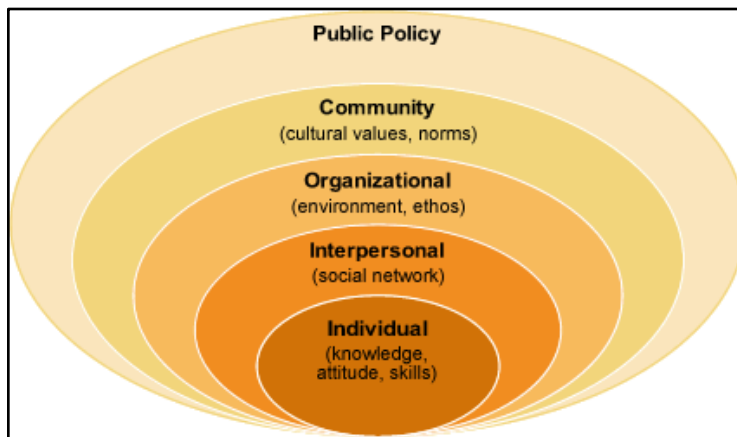 Public Policy
Community
(cultural values, norms)
Organizational
(environment, ethos)
Interpersonal
(social network)
Individual
(knowledge,
attitude, skills)